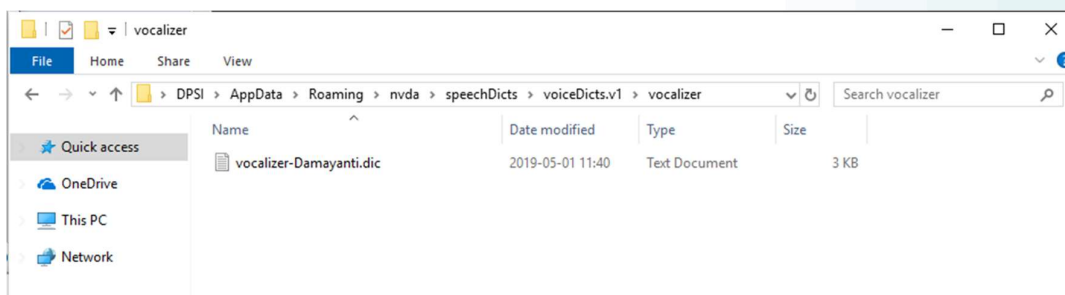 vocalizer
File Home Share View
DPSI > AppData > Roaming > nvda > speechDicts > voiceDicts.v1 > vocalizer Search vocalizer
Name Date modified Type Size
Quick access
vocalizer-Damayanti.dic 2019-05-01 11:40 Text Document 3 KB
OneDrive
This PC
Network